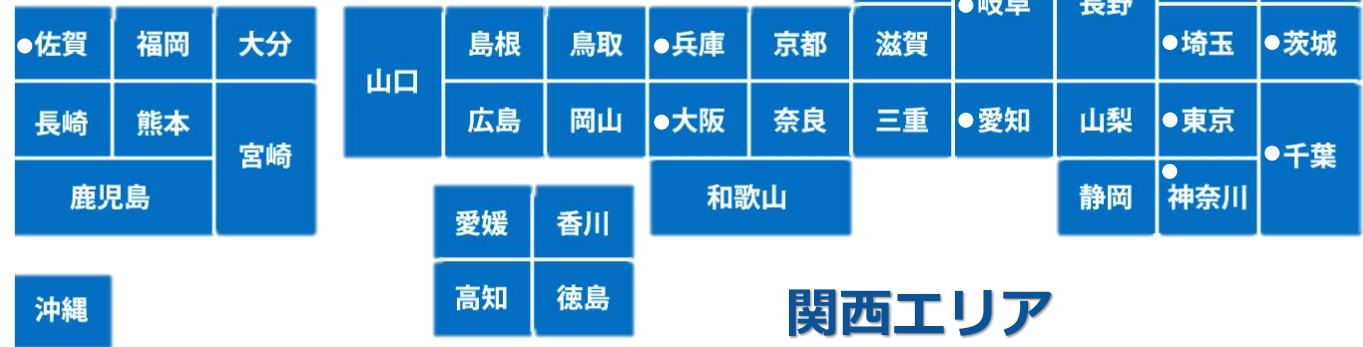 ●岐阜
長野
●佐賀
福岡
大分
山口
島根
鳥取
●兵庫
京都
滋賀
●埼玉
●茨城
長崎
熊本
宮崎
広島
岡山
●大阪
奈良
三重
●愛知
山梨
●東京
●千葉
鹿児島
愛媛
香川
和歌山
静岡
●神奈川
沖縄
高知
徳島
関西エリア